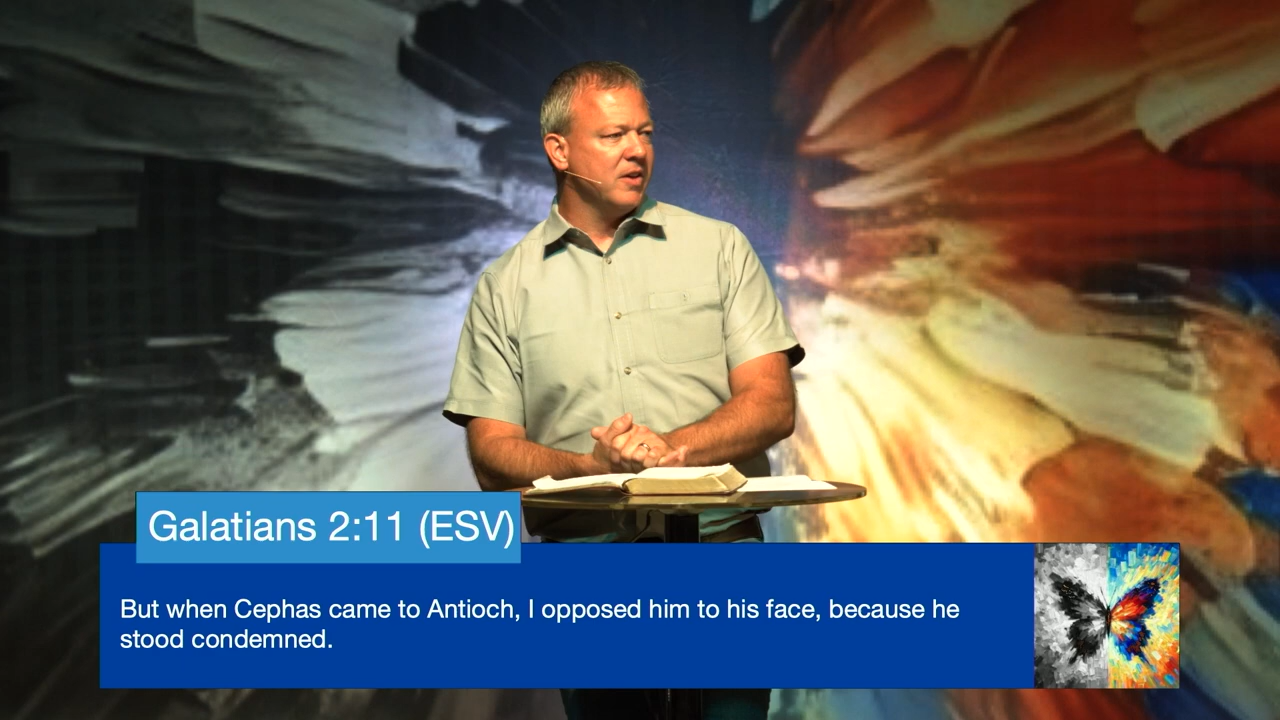 Galatians 2:11 (ESV)
But when Cephas came to Antioch, I opposed him to his face, because he
stood condemned.